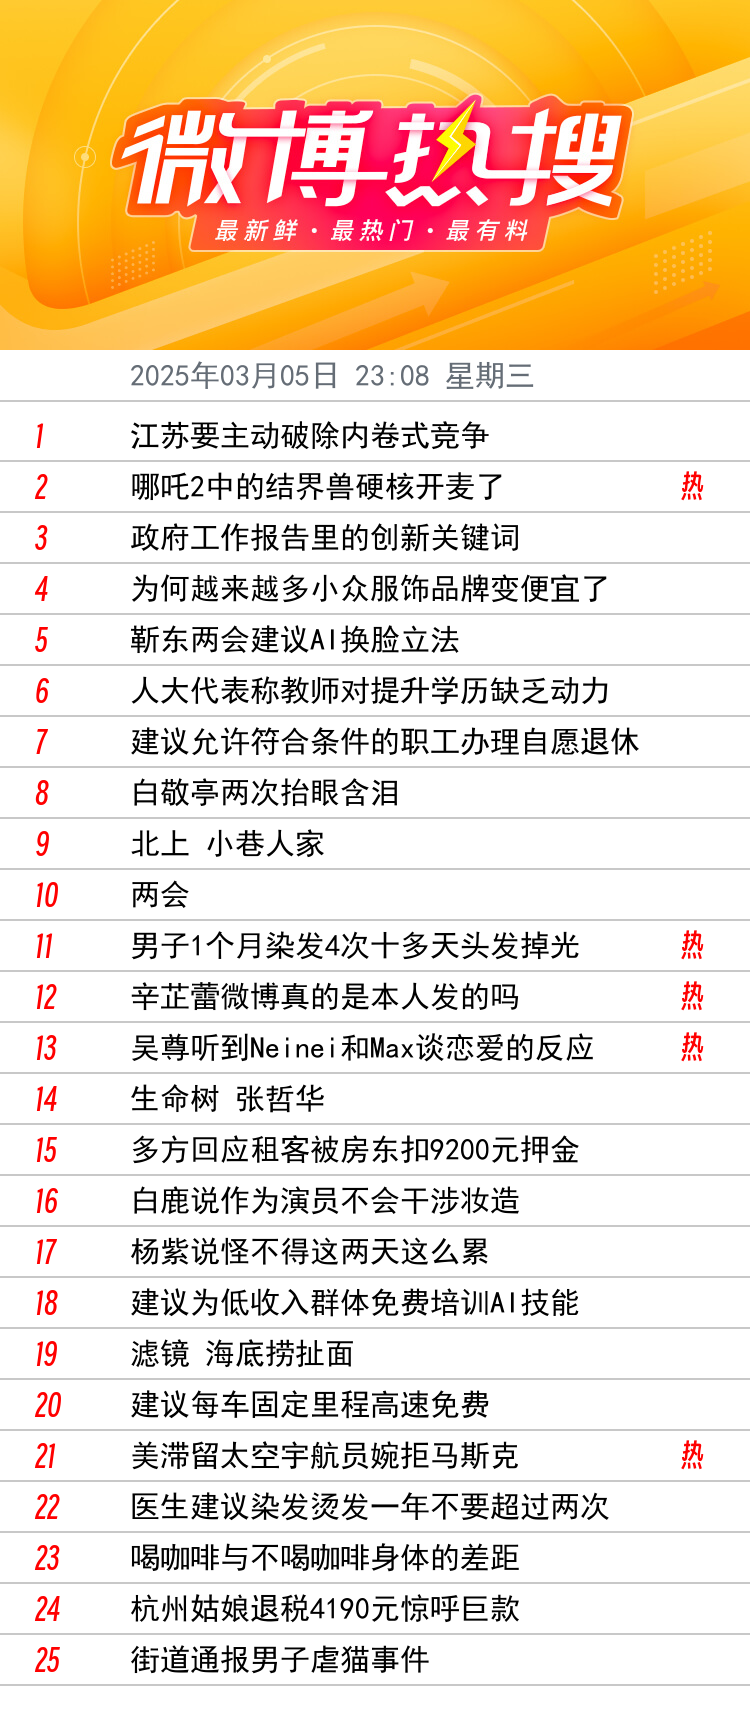 微博热搜
最新鲜·最热门·最有料
2025年03月05日 23:08 星期三
1 江苏要主动破除内卷式竞争
2 哪吒2中的结界兽硬核开麦了 热
3 政府工作报告里的创新关键词
4 为何越来越多小众服饰品牌变便宜了
5 靳东两会建议AI换脸立法
6 人大代表称教师对提升学历缺乏动力
7 建议允许符合条件的职工办理自愿退休
8 白敬亭两次抬眼含泪
9 北上 小巷人家
10 两会
11 男子1个月染发4次十多天头发掉光 热
12 辛芷蕾微博真的是本人发的吗 热
13 吴尊听到Neinei和Max谈恋爱的反应 热
14 生命树 张哲华
15 多方回应租客被房东扣9200元押金
16 白鹿说作为演员不会干涉妆造
17 杨紫说怪不得这两天这么累
18 建议为低收入群体免费培训AI技能
19 滤镜 海底捞扯面
20 建议每车固定里程高速免费
21 美滞留太空宇航员婉拒马斯克 热
22 医生建议染发烫发一年不要超过两次
23 喝咖啡与不喝咖啡身体的差距
24 杭州姑娘退税4190元惊呼巨款
25 街道通报男子虐猫事件